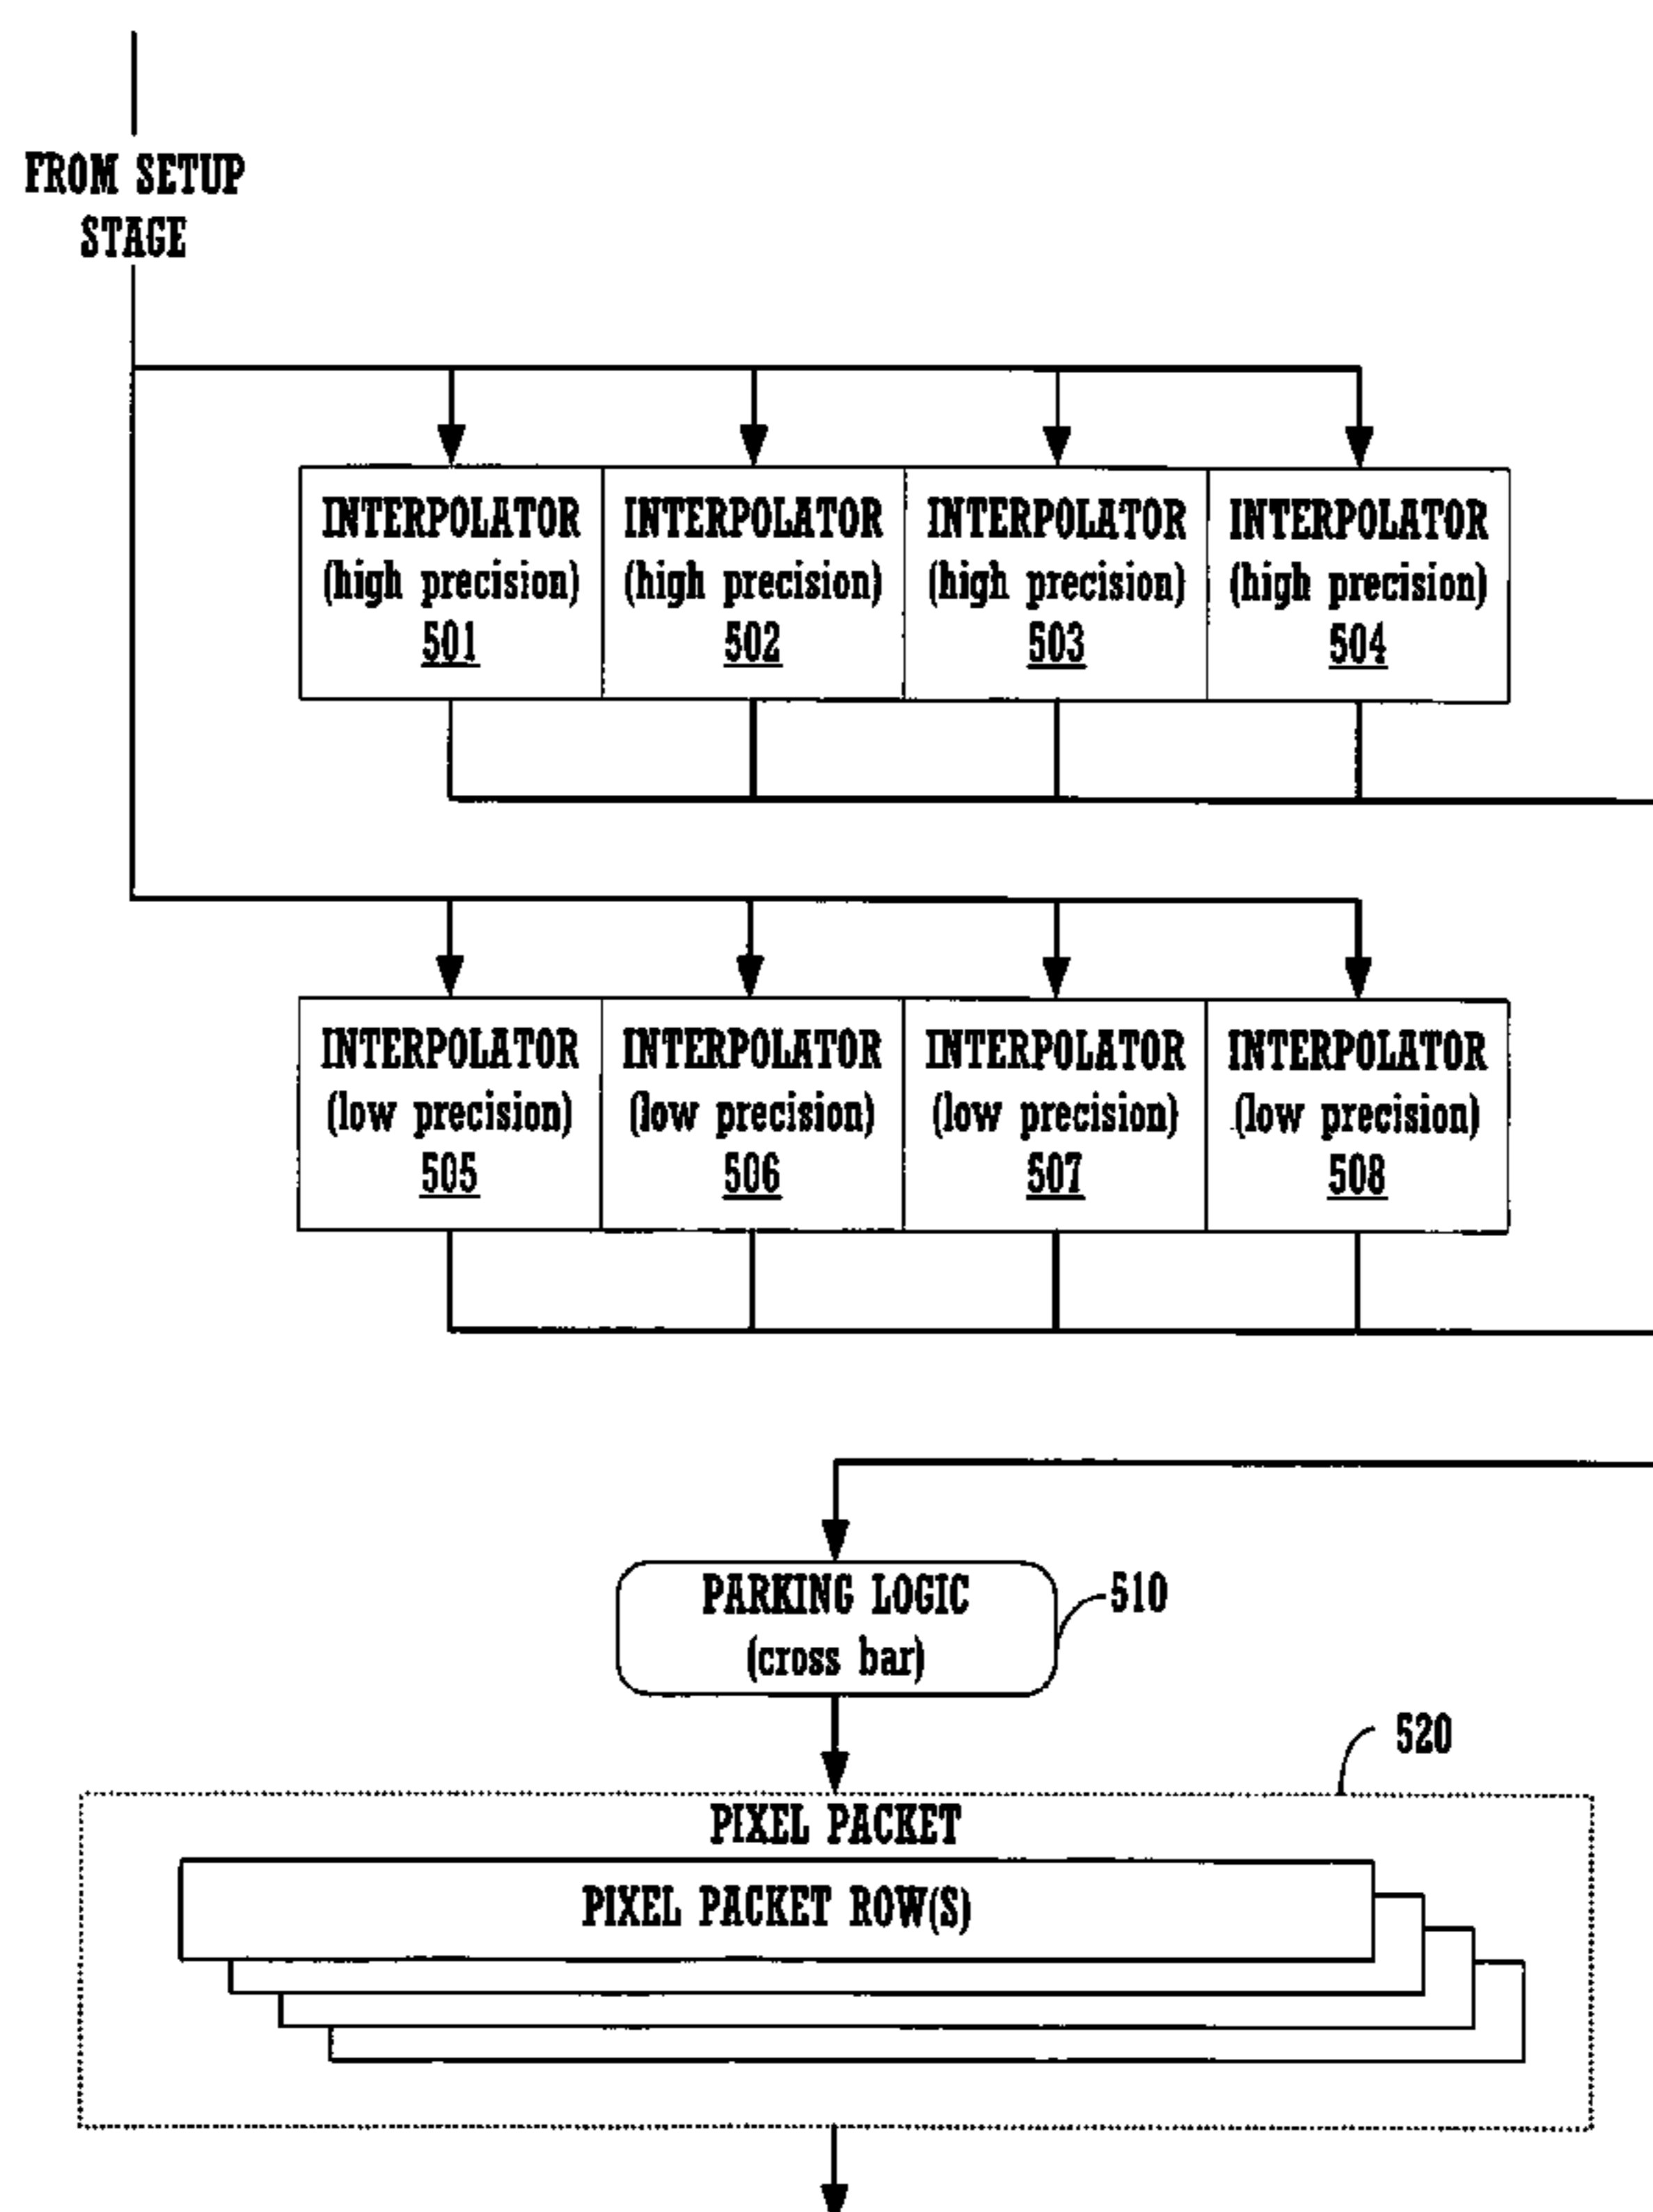 FROM SETUP
STAGE
INTERPOLATOR
(high precision)
501
INTERPOLATOR
(high precision)
502
INTERPOLATOR
(high precision)
503
INTERPOLATOR
(high precision)
504
INTERPOLATOR
(low precision)
505
INTERPOLATOR
(low precision)
506
INTERPOLATOR
(low precision)
507
INTERPOLATOR
(low precision)
508
PARKING LOGIC
(cross bar)
510
520
PIXEL PACKET
PIXEL PACKET ROW(S)